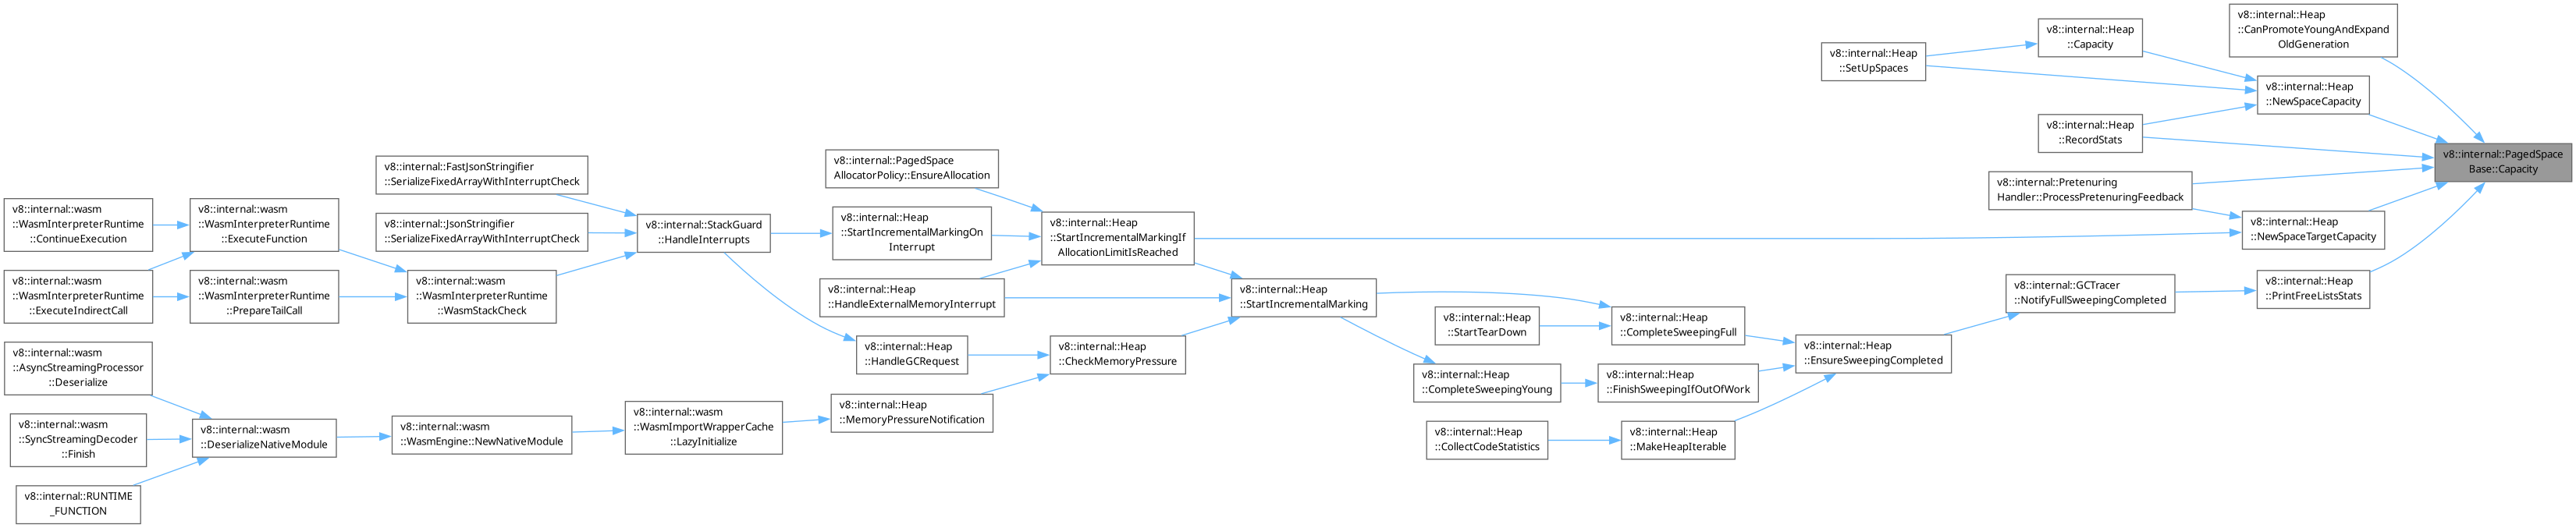 v8::internal::Heap
::CanPromoteYoungAndExpand
OldGeneration
v8::internal::Heap
::Capacity
v8::internal::Heap
::SetUpSpaces
v8::internal::Heap
::NewSpaceCapacity
v8::internal::Heap
::RecordStats
v8::internal::PagedSpace
Base::Capacity
v8::internal::Pretenuring
Handler::ProcessPretenuringFeedback
v8::internal::Heap
::NewSpaceTargetCapacity
v8::internal::Heap
::PrintFreeListsStats
v8::internal::GCTracer
::NotifyFullSweepingCompleted
v8::internal::Heap
::EnsureSweepingCompleted
v8::internal::Heap
::CompleteSweepingFull
v8::internal::Heap
::StartTearDown
v8::internal::Heap
::FinishSweepingIfOutOfWork
v8::internal::Heap
::CompleteSweepingYoung
v8::internal::Heap
::MakeHeapIterable
v8::internal::Heap
::CollectCodeStatistics
v8::internal::Heap
::StartIncrementalMarking
v8::internal::Heap
::StartIncrementalMarkingIf
AllocationLimitIsReached
v8::internal::PagedSpace
AllocatorPolicy::EnsureAllocation
v8::internal::Heap
::StartIncrementalMarkingOn
Interrupt
v8::internal::Heap
::HandleExternalMemoryInterrupt
v8::internal::Heap
::CheckMemoryPressure
v8::internal::Heap
::HandleGCRequest
v8::internal::Heap
::MemoryPressureNotification
v8::internal::StackGuard
::HandleInterrupts
v8::internal::FastJsonStringifier
::SerializeFixedArrayWithInterruptCheck
v8::internal::JsonStringifier
::SerializeFixedArrayWithInterruptCheck
v8::internal::wasm
::WasmInterpreterRuntime
::WasmStackCheck
v8::internal::wasm
::WasmInterpreterRuntime
::ExecuteFunction
v8::internal::wasm
::WasmInterpreterRuntime
::ContinueExecution
v8::internal::wasm
::WasmInterpreterRuntime
::ExecuteIndirectCall
v8::internal::wasm
::WasmInterpreterRuntime
::PrepareTailCall
v8::internal::wasm
::WasmImportWrapperCache
::LazyInitialize
v8::internal::wasm
::WasmEngine::NewNativeModule
v8::internal::wasm
::DeserializeNativeModule
v8::internal::wasm
::AsyncStreamingProcessor
::Deserialize
v8::internal::wasm
::SyncStreamingDecoder
::Finish
v8::internal::RUNTIME
_FUNCTION